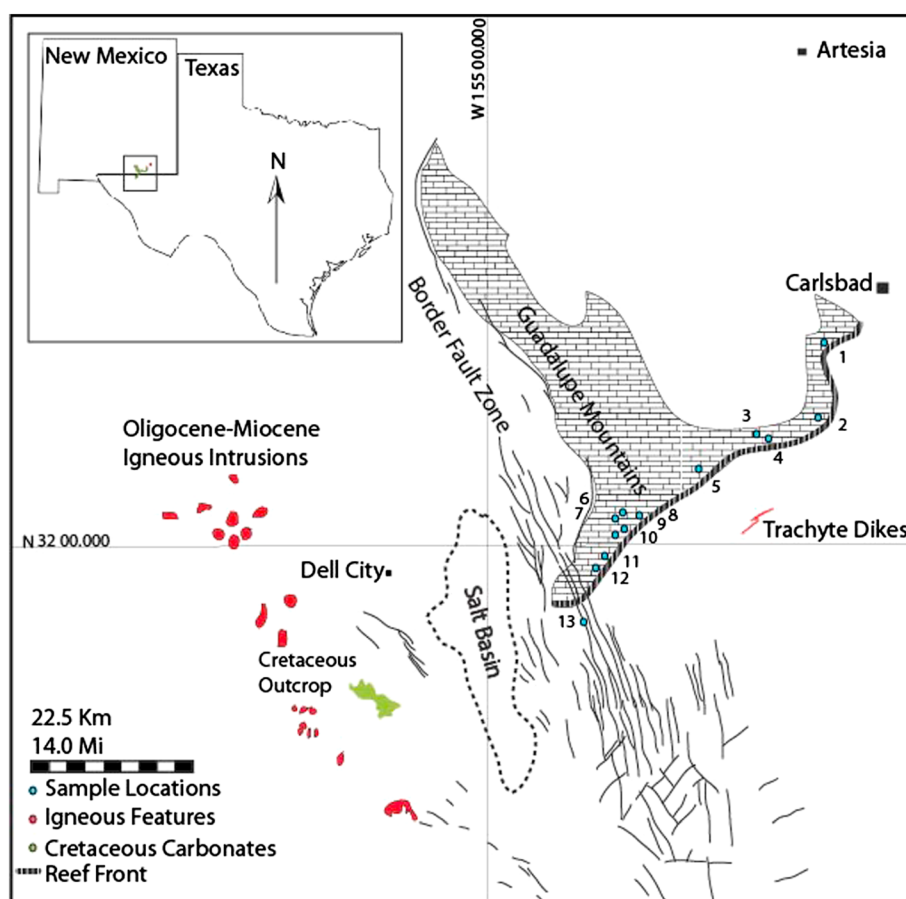 New Mexico
Texas
N
W 155 00.000
Artesia
Carlsbad
Border Fault Zone
Guadalupe Mountains
1
2
3
4
5
6
7
8
9
10
11
12
13
Oligocene-Miocene
Igneous Intrusions
Trachyte Dikes
N 32 00.000
Dell City
Salt Basin
Cretaceous
Outcrop
22.5 Km
14.0 Mi
Sample Locations
Igneous Features
Cretaceous Carbonates
Reef Front